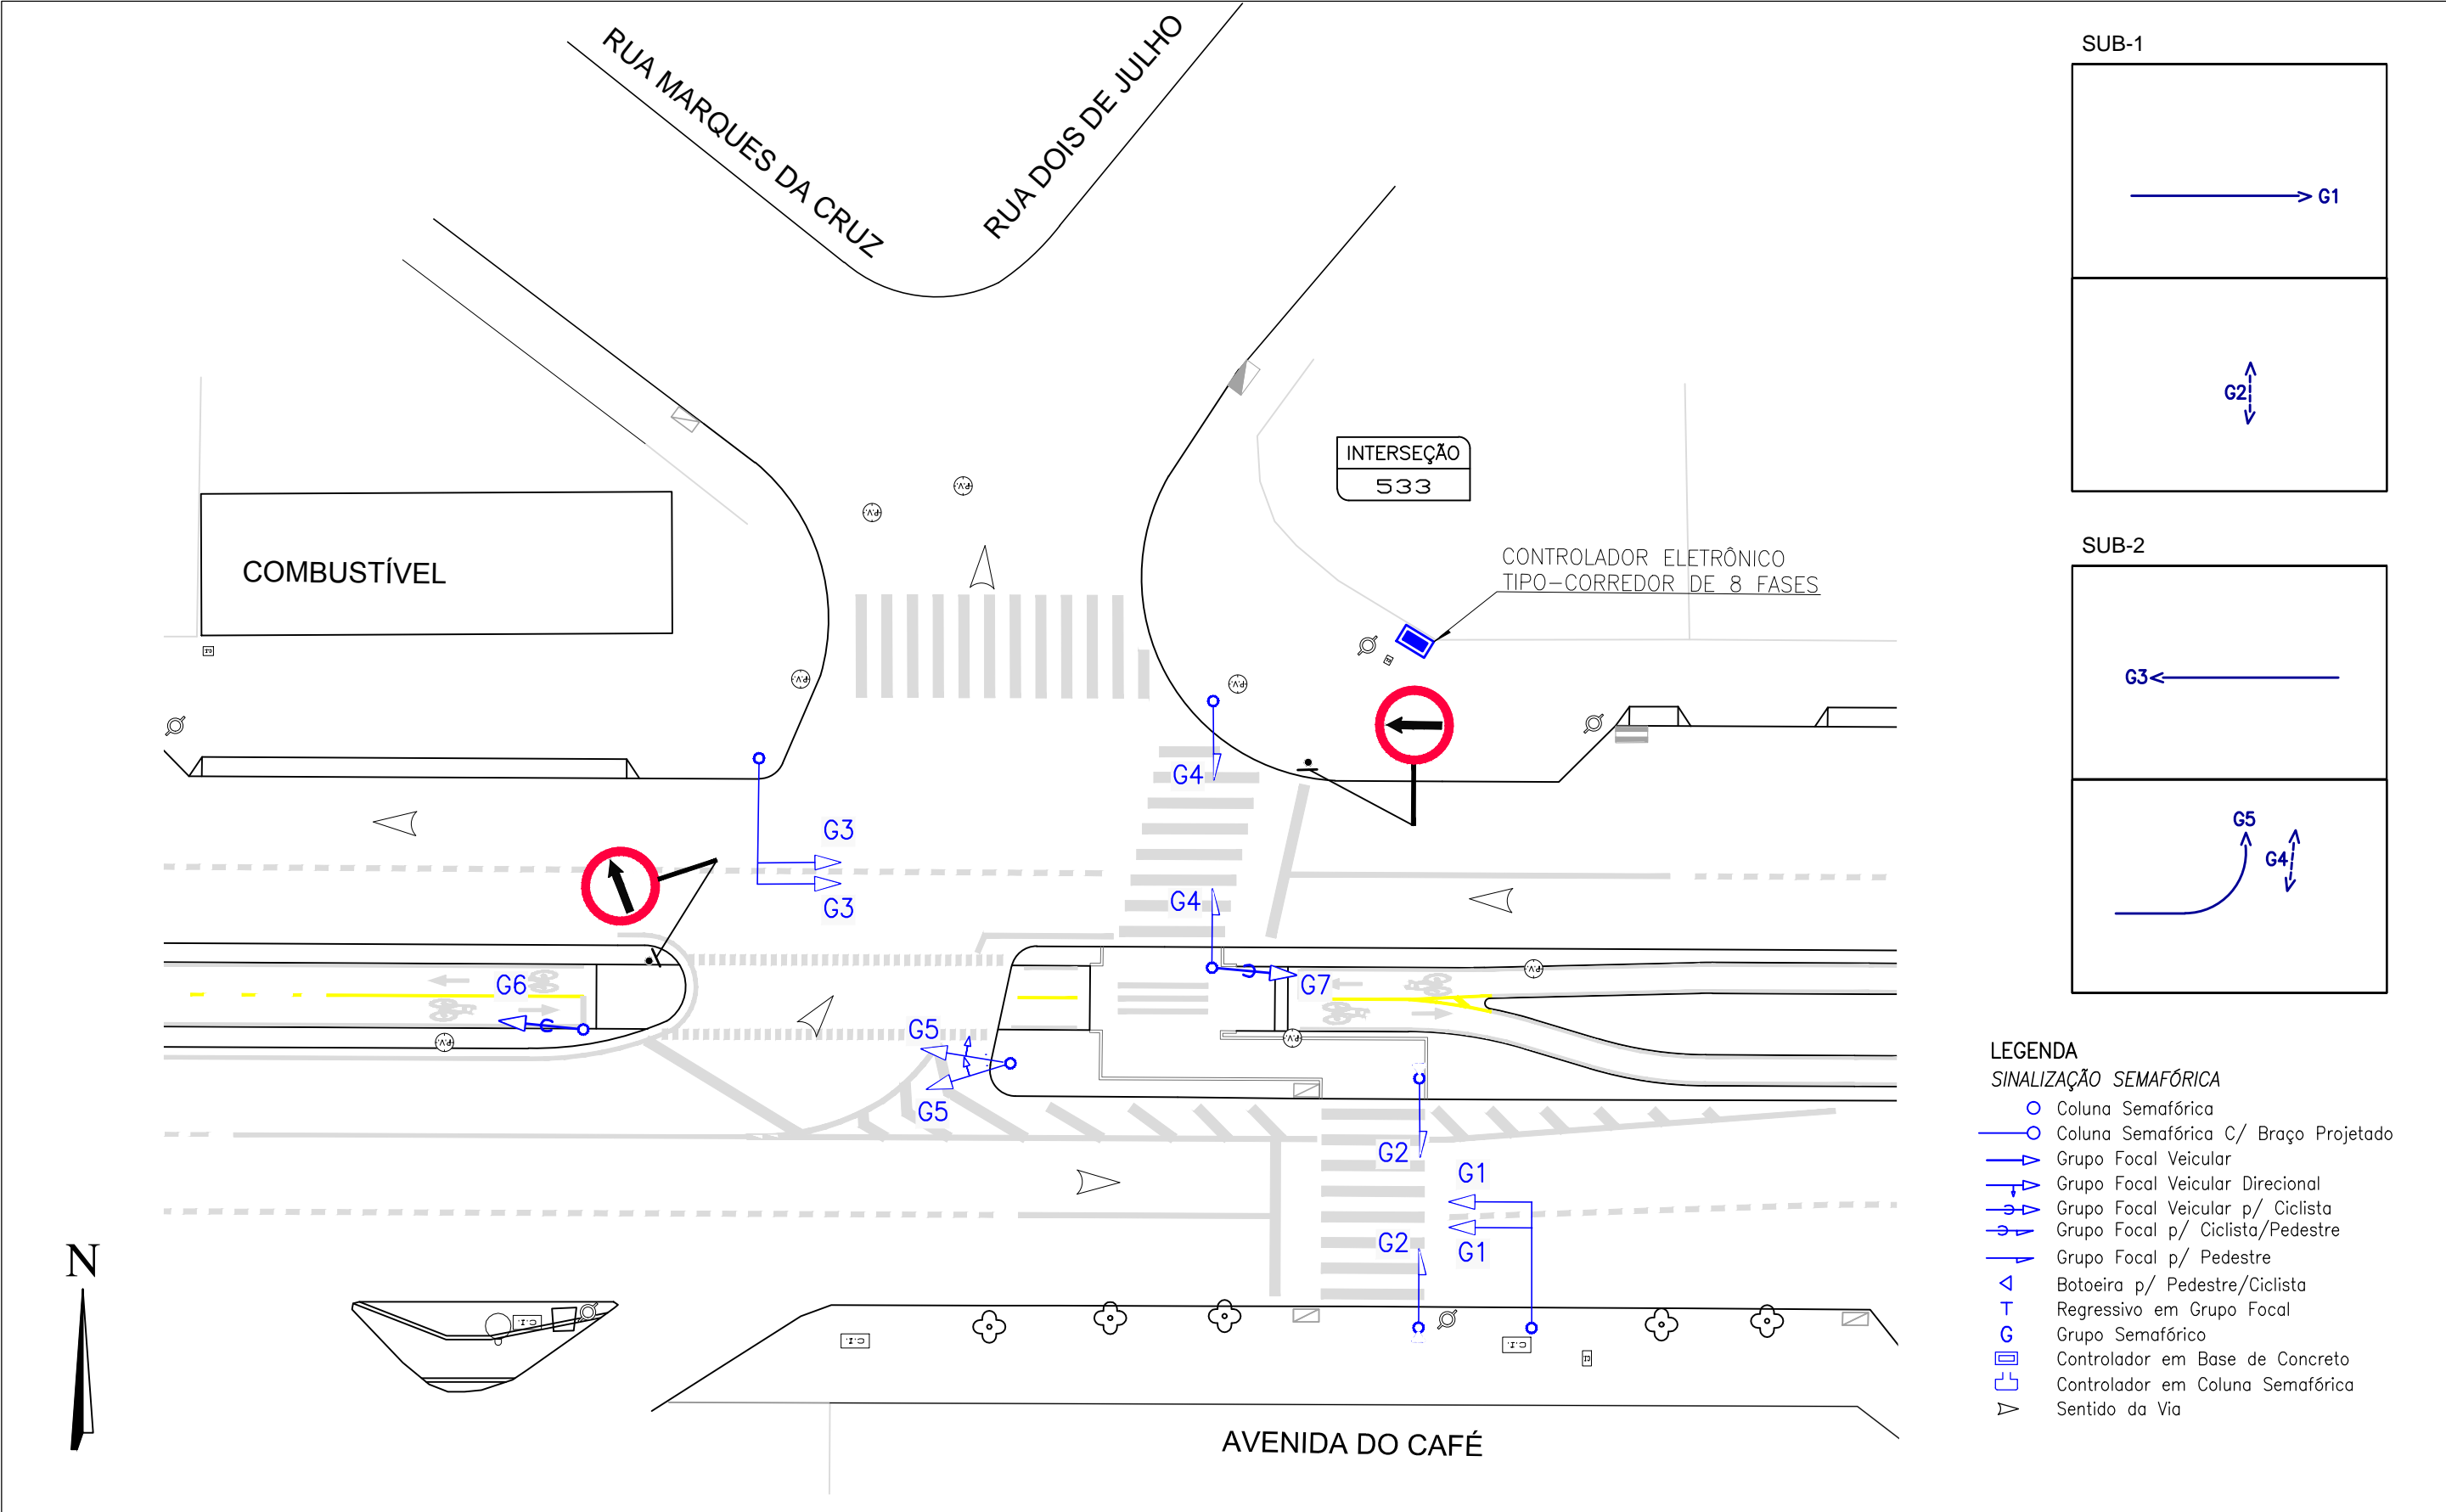 RUA MARQUES DA CRUZ
RUA DOIS DE JULHO
SUB-1
G1
G2
INTERSEÇÃO
533
COMBUSTÍVEL
CONTROLADOR ELETRÔNICO
TIPO-CORREDOR DE 8 FASES
SUB-2
G3
G5
G4
P.V.
P.V.
P.V.
P.V.
G4
G3
G3
G4
G6
G7
P.V.
P.V.
P.V.
G5
G5
G2
G1
G2
G1
N
C.I.
C.I.
C.I.
AVENIDA DO CAFÉ
LEGENDA
SINALIZAÇÃO SEMAFÓRICA
Coluna Semafórica
Coluna Semafórica C/ Braço Projetado
Grupo Focal Veicular
Grupo Focal Veicular Direcional
Grupo Focal Veicular p/ Ciclista
Grupo Focal p/ Ciclista/Pedestre
Grupo Focal p/ Pedestre
Botoeira p/ Pedestre/Ciclista
T Regressivo em Grupo Focal
G Grupo Semafórico
Controlador em Base de Concreto
Controlador em Coluna Semafórica
Sentido da Via